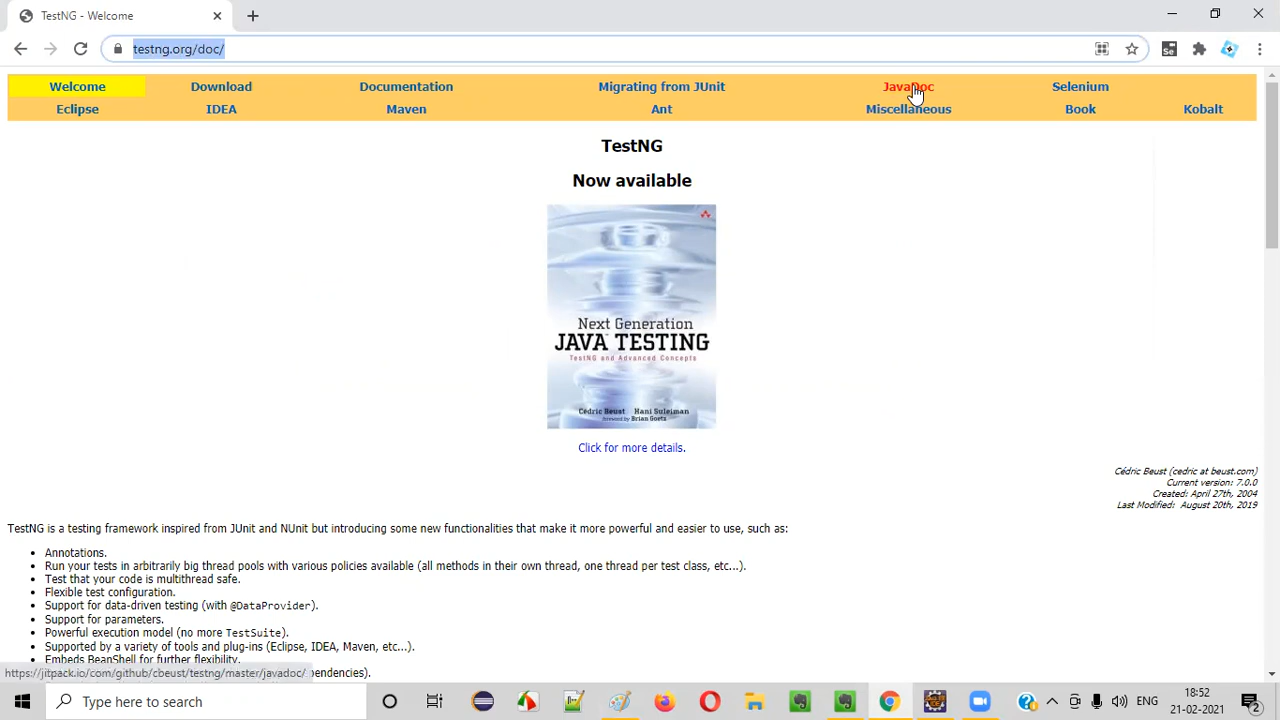 TestNG - Welcome
testng.org/doc/
Welcome Download Documentation Migrating from JUnit JavaDoc Selenium
Eclipse IDEA Maven Ant Miscellaneous Book Kobalt
TestNG
Now available
Next Generation
JAVA TESTING
TestNG and Advanced Concepts
Cédric Beust Hani Suleiman
foreword by Brian Goetz
Click for more details.
Cédric Beust (cedric at beust.com)
Current version: 7.0.0
Created: April 27th, 2004
Last Modified: August 20th, 2019
TestNG is a testing framework inspired from JUnit and NUnit but introducing some new functionalities that make it more powerful and easier to use, such as:
Annotations.
Run your tests in arbitrarily big thread pools with various policies available (all methods in their own thread, one thread per test class, etc...).
Test that your code is multithread safe.
Flexible test configuration.
Support for data-driven testing (with @DataProvider).
Support for parameters.
Powerful execution model (no more TestSuite).
Supported by a variety of tools and plug-ins (Eclipse, IDEA, Maven, etc...).
Embeds BeanShell for further flexibility.
https://jitpack.io/com/github/cbeust/testng/master/javadoc/ pendencies).
Type here to search
18:52
21-02-2021
2